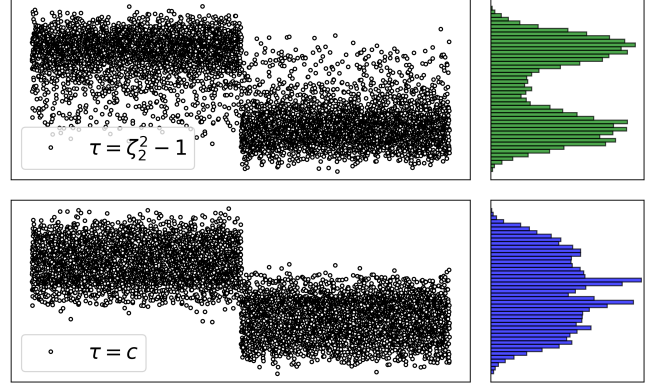 τ = ζ₂² − 1
τ = c